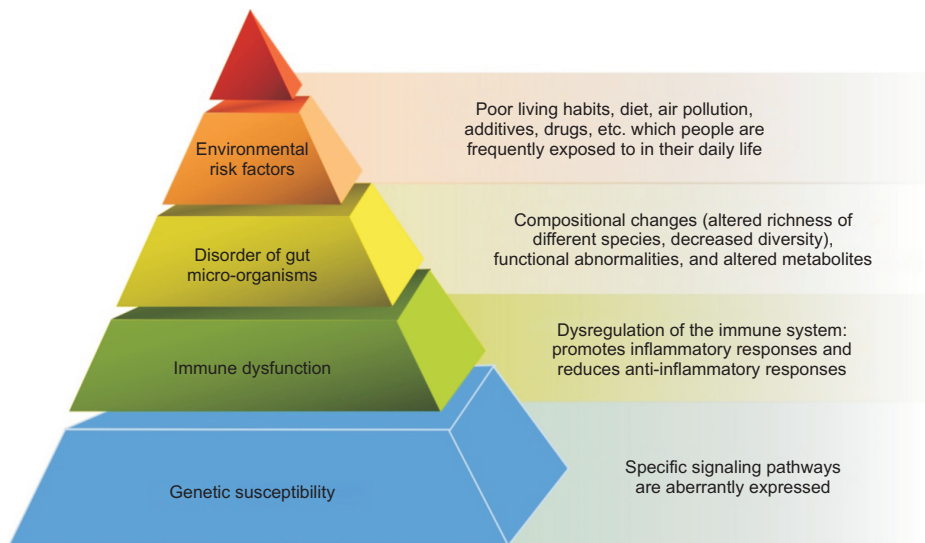 Poor living habits, diet, air pollution,
additives, drugs, etc. which people are
frequently exposed to in their daily life
Environmental
risk factors
Compositional changes (altered richness of
different species, decreased diversity),
functional abnormalities, and altered metabolites
Disorder of gut
micro-organisms
Dysregulation of the immune system:
promotes inflammatory responses and
reduces anti-inflammatory responses
Immune dysfunction
Specific signaling pathways
are aberrantly expressed
Genetic susceptibility